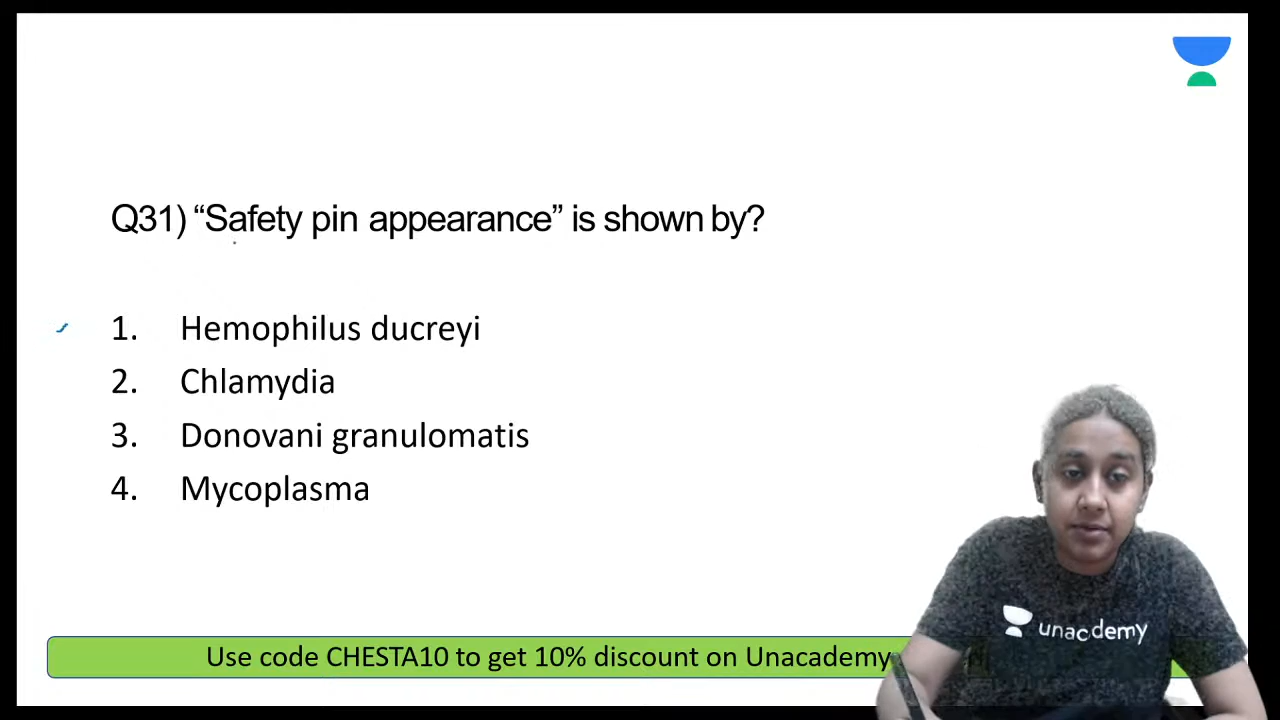 Q31) “Safety pin appearance” is shown by?
1. Hemophilus ducreyi
2. Chlamydia
3. Donovani granulomatis
4. Mycoplasma
unacademy
Use code CHESTA10 to get 10% discount on Unacademy